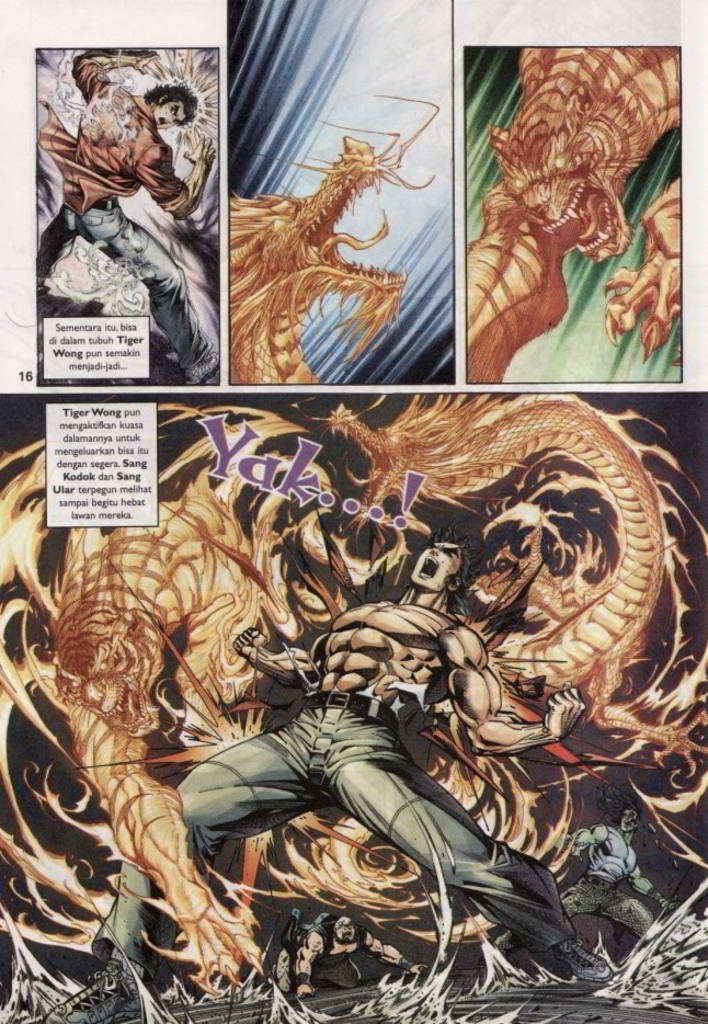 Sementara itu, bisa
di dalam tubuh Tiger
Wong pun semakin
menjadi-jadi...
16
Tiger Wong pun
mengaktifkan kuasa
dalamannya untuk
mengeluarkan bisa itu
dengan segera. Sang
Kodok dan Sang
Ular terpegun melihat
sampai begitu hebat
lawan mereka.
Yak...!